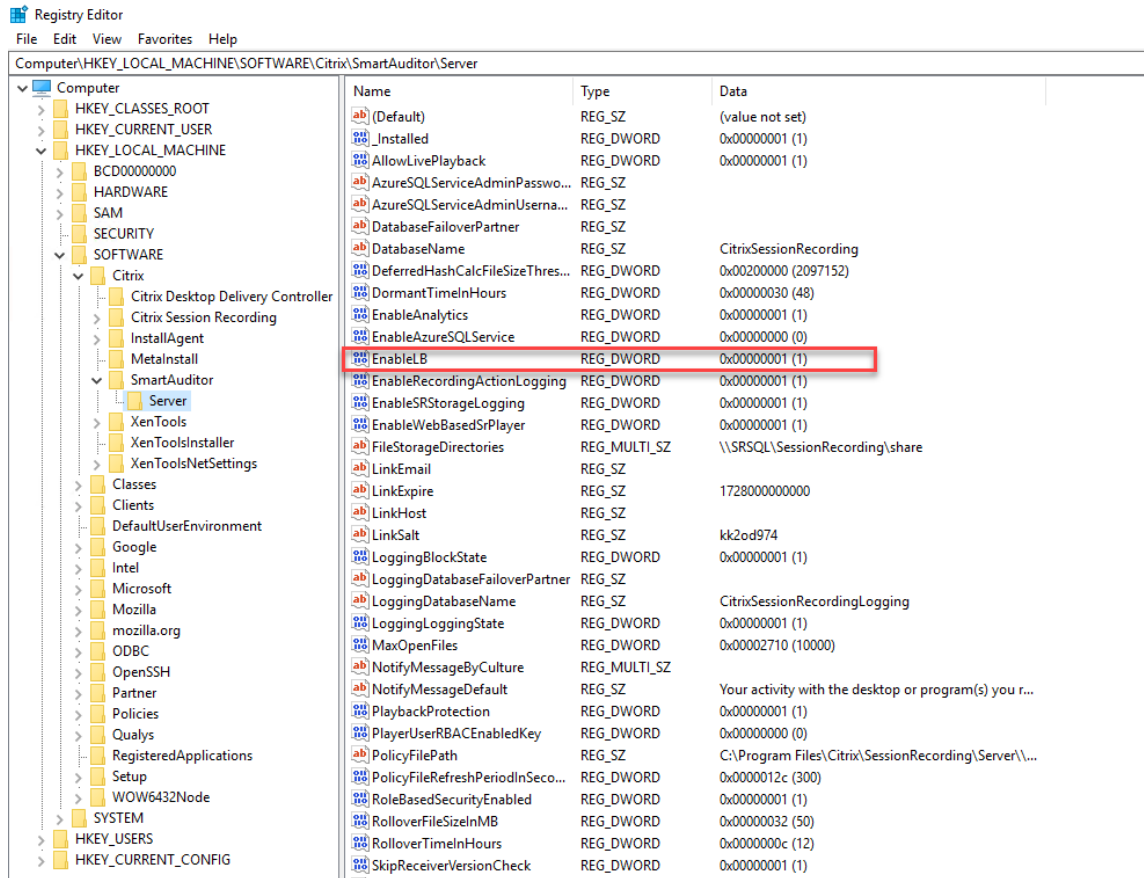 Registry Editor
File Edit View Favorites Help
Computer\HKEY_LOCAL_MACHINE\SOFTWARE\Citrix\SmartAuditor\Server
Computer
HKEY_CLASSES_ROOT
HKEY_CURRENT_USER
HKEY_LOCAL_MACHINE
BCD00000000
HARDWARE
SAM
SECURITY
SOFTWARE
Citrix
Citrix Desktop Delivery Controller
Citrix Session Recording
InstallAgent
MetaInstall
SmartAuditor
Server
XenTools
XenToolsInstaller
XenToolsNetSettings
Classes
Clients
DefaultUserEnvironment
Google
Intel
Microsoft
Mozilla
mozilla.org
ODBC
OpenSSH
Partner
Policies
Qualys
RegisteredApplications
Setup
WOW6432Node
SYSTEM
HKEY_USERS
HKEY_CURRENT_CONFIG
Name Type Data
(Default) REG_SZ (value not set)
_Installed REG_DWORD 0x00000001 (1)
AllowLivePlayback REG_DWORD 0x00000001 (1)
AzureSQLServiceAdminPasswo... REG_SZ
AzureSQLServiceAdminUserna... REG_SZ
DatabaseFailoverPartner REG_SZ
DatabaseName REG_SZ CitrixSessionRecording
DeferredHashCalcFileSizeThres... REG_DWORD 0x00200000 (2097152)
DormantTimeInHours REG_DWORD 0x00000030 (48)
EnableAnalytics REG_DWORD 0x00000001 (1)
EnableAzureSQLService REG_DWORD 0x00000000 (0)
EnableLB REG_DWORD 0x00000001 (1)
EnableRecordingActionLogging REG_DWORD 0x00000001 (1)
EnableSRStorageLogging REG_DWORD 0x00000001 (1)
EnableWebBasedSrPlayer REG_DWORD 0x00000001 (1)
FileStorageDirectories REG_MULTI_SZ \\SRSQL\SessionRecording\share
LinkEmail REG_SZ
LinkExpire REG_SZ 1728000000000
LinkHost REG_SZ
LinkSalt REG_SZ kk2od974
LoggingBlockState REG_DWORD 0x00000001 (1)
LoggingDatabaseFailoverPartner REG_SZ
LoggingDatabaseName REG_SZ CitrixSessionRecordingLogging
LoggingLoggingState REG_DWORD 0x00000001 (1)
MaxOpenFiles REG_DWORD 0x00002710 (10000)
NotifyMessageByCulture REG_MULTI_SZ
NotifyMessageDefault REG_SZ Your activity with the desktop or program(s) you r...
PlaybackProtection REG_DWORD 0x00000001 (1)
PlayerUserRBACEnabledKey REG_DWORD 0x00000000 (0)
PolicyFilePath REG_SZ C:\Program Files\Citrix\SessionRecording\Server\\...
PolicyFileRefreshPeriodInSeco... REG_DWORD 0x0000012c (300)
RoleBasedSecurityEnabled REG_DWORD 0x00000001 (1)
RolloverFileSizeInMB REG_DWORD 0x00000032 (50)
RolloverTimeInHours REG_DWORD 0x0000000c (12)
SkipReceiverVersionCheck REG_DWORD 0x00000001 (1)